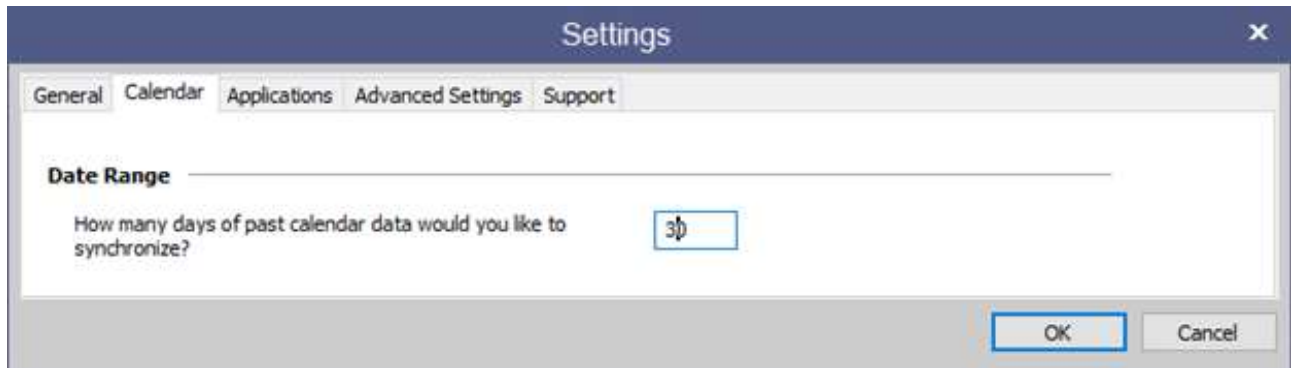 Settings
General Calendar Applications Advanced Settings Support
Date Range
How many days of past calendar data would you like to
synchronize?
30
OK Cancel